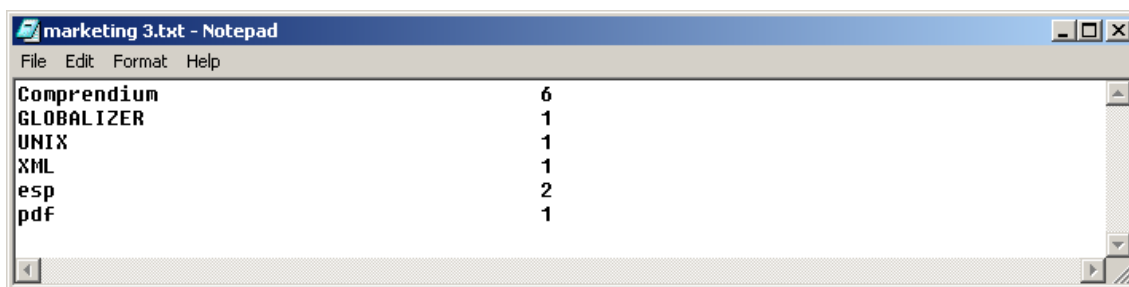 marketing 3.txt - Notepad
File Edit Format Help
Comprendium 6
GLOBALIZER 1
UNIX 1
XML 1
esp 2
pdf 1